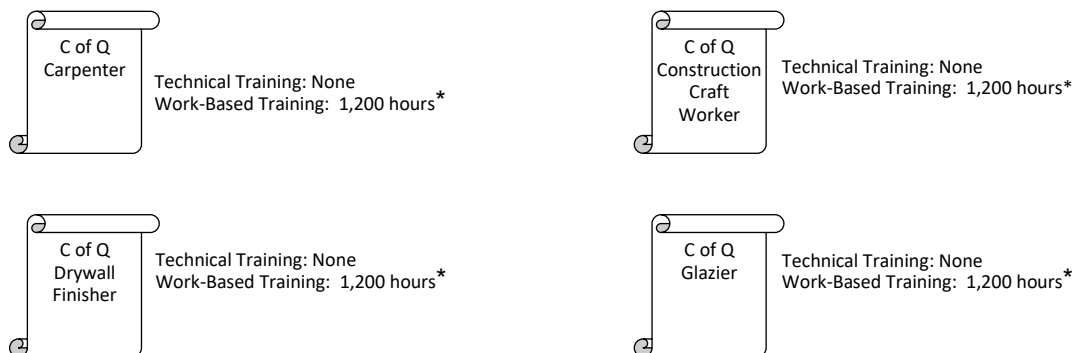 C of Q
Carpenter
Technical Training: None
Work-Based Training: 1,200 hours*
C of Q
Construction
Craft
Worker
Technical Training: None
Work-Based Training: 1,200 hours*
C of Q
Drywall
Finisher
Technical Training: None
Work-Based Training: 1,200 hours*
C of Q
Glazier
Technical Training: None
Work-Based Training: 1,200 hours*